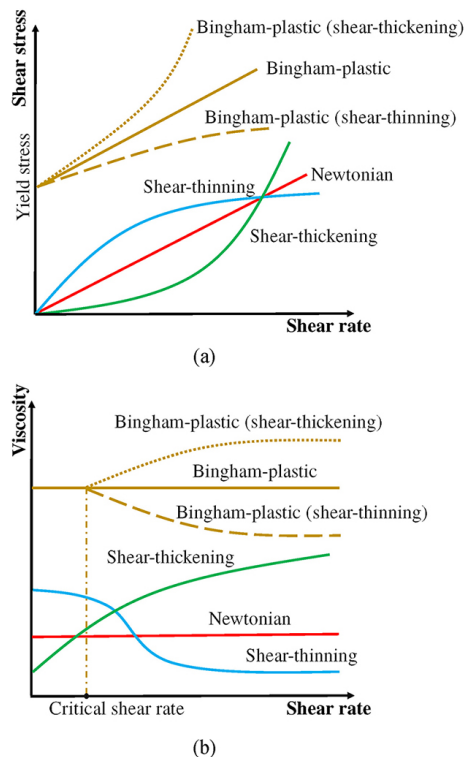 Bingham-plastic (shear-thickening)
Shear stress
Bingham-plastic
Bingham-plastic (shear-thinning)
Yield stress
Shear-thinning
Newtonian
Shear-thickening
Shear rate
(a)
Viscosity
Bingham-plastic (shear-thickening)
Bingham-plastic
Bingham-plastic (shear-thinning)
Shear-thickening
Newtonian
Shear-thinning
Critical shear rate
Shear rate
(b)